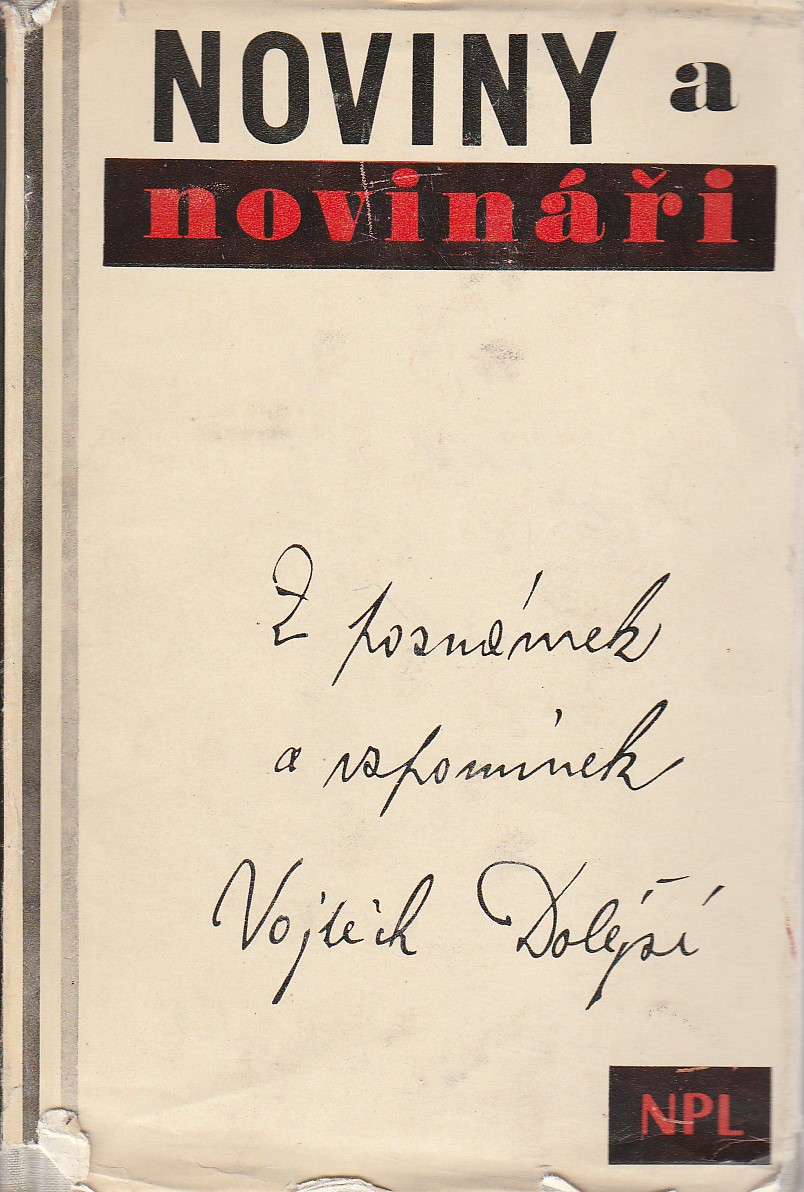 NOVINY a
novináři
Z poznámek
a vzpomínek
Vojtěch Dolejší
NPL